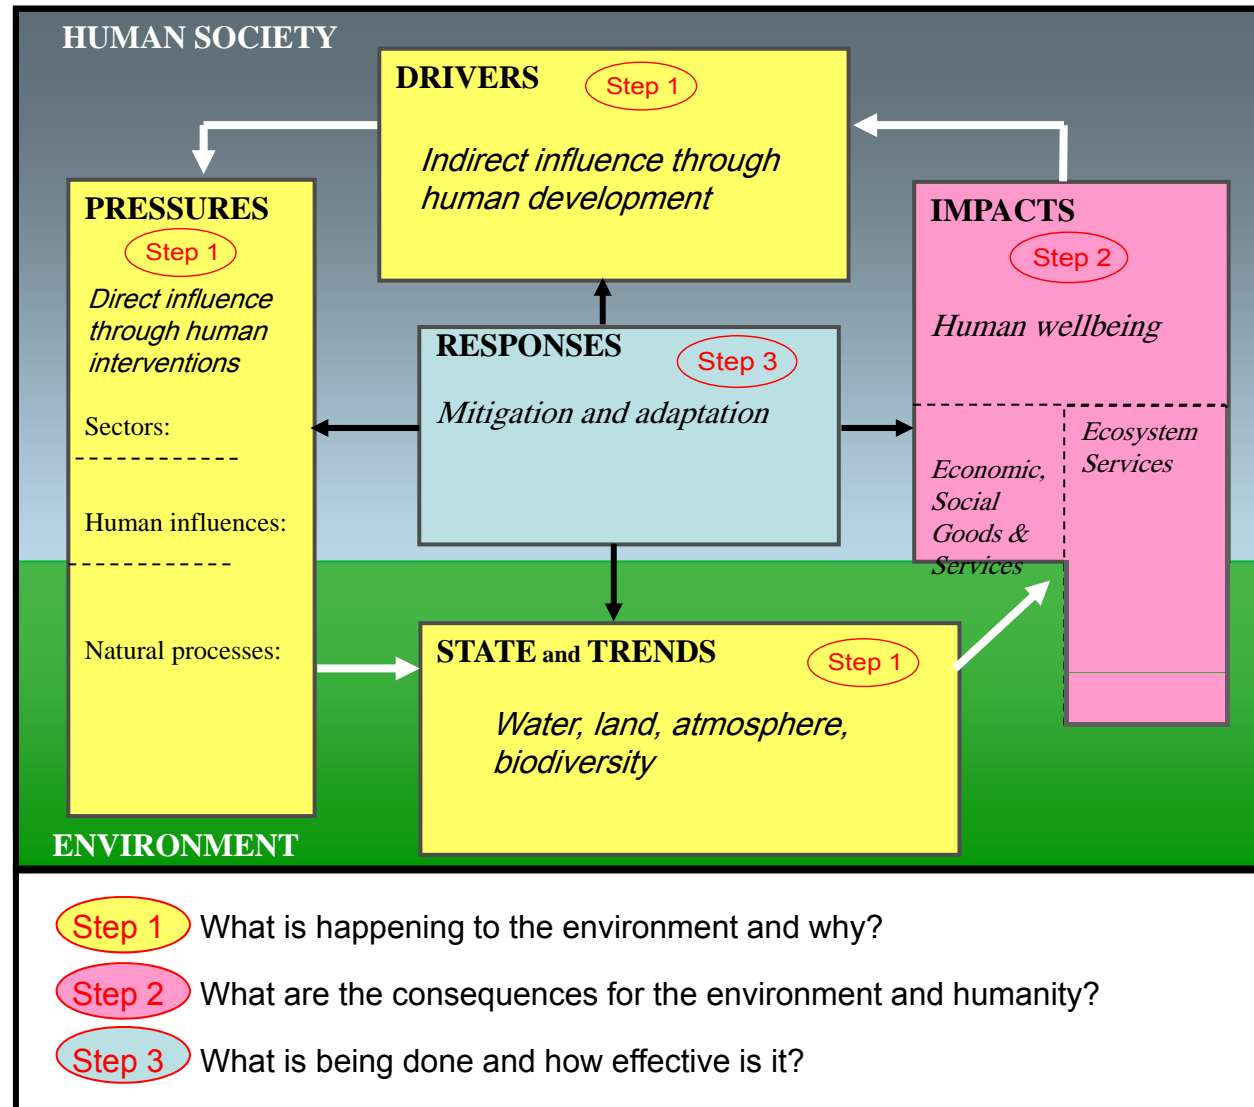 HUMAN SOCIETY
DRIVERS
Step 1
Indirect influence through
human development
PRESSURES
Step 1
Direct influence
through human
interventions
Sectors:
Human influences:
Natural processes:
RESPONSES
Step 3
Mitigation and adaptation
IMPACTS
Step 2
Human wellbeing
Economic,
Social
Goods &
Services
Ecosystem
Services
STATE and TRENDS
Step 1
Water, land, atmosphere,
biodiversity
ENVIRONMENT
Step 1 What is happening to the environment and why?
Step 2 What are the consequences for the environment and humanity?
Step 3 What is being done and how effective is it?